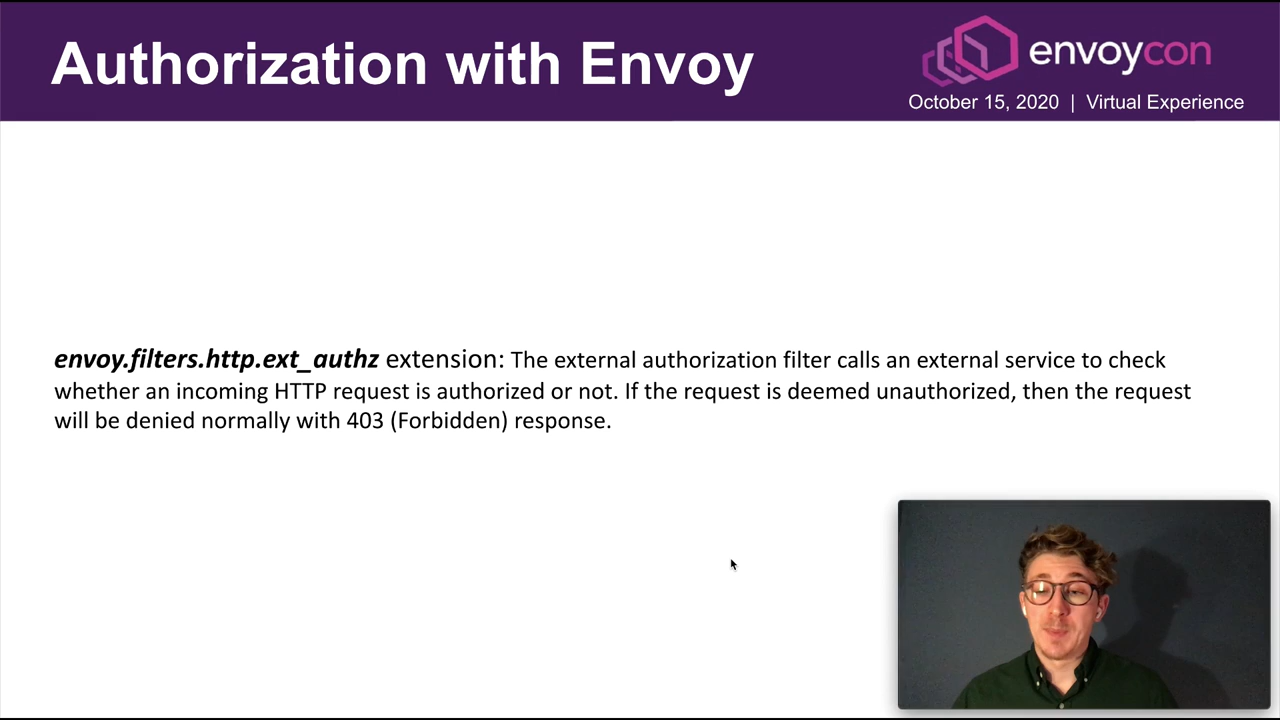 Authorization with Envoy
envoycon
October 15, 2020 | Virtual Experience
envoy.filters.http.ext_authz extension: The external authorization filter calls an external service to check
whether an incoming HTTP request is authorized or not. If the request is deemed unauthorized, then the request
will be denied normally with 403 (Forbidden) response.